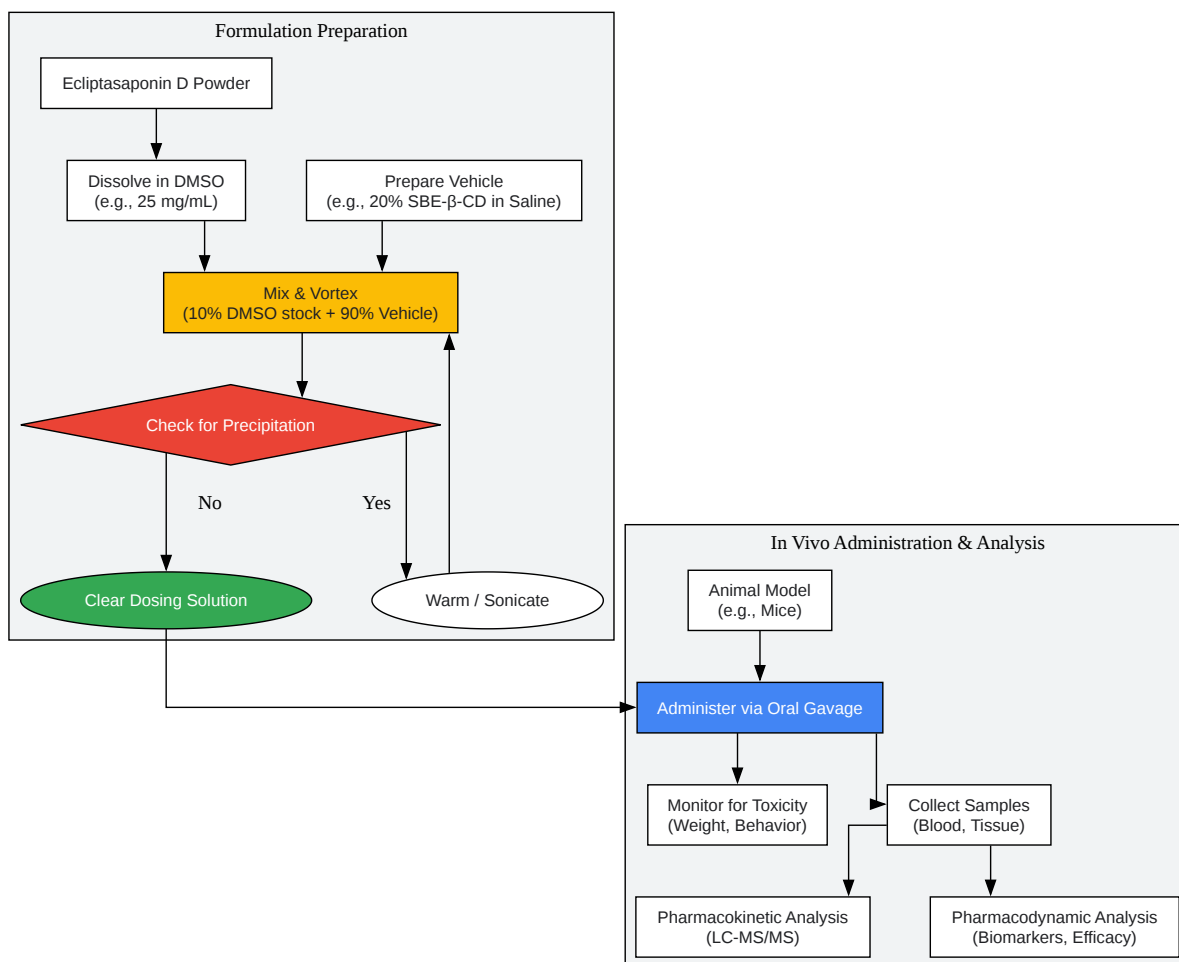 Formulation Preparation
Ecliptasaponin D Powder
Dissolve in DMSO
(e.g., 25 mg/mL)
Prepare Vehicle
(e.g., 20% SBE-β-CD in Saline)
Mix & Vortex
(10% DMSO stock + 90% Vehicle)
Check for Precipitation
No
Yes
Clear Dosing Solution
Warm / Sonicate
In Vivo Administration & Analysis
Animal Model
(e.g., Mice)
Administer via Oral Gavage
Monitor for Toxicity
(Weight, Behavior)
Collect Samples
(Blood, Tissue)
Pharmacokinetic Analysis
(LC-MS/MS)
Pharmacodynamic Analysis
(Biomarkers, Efficacy)